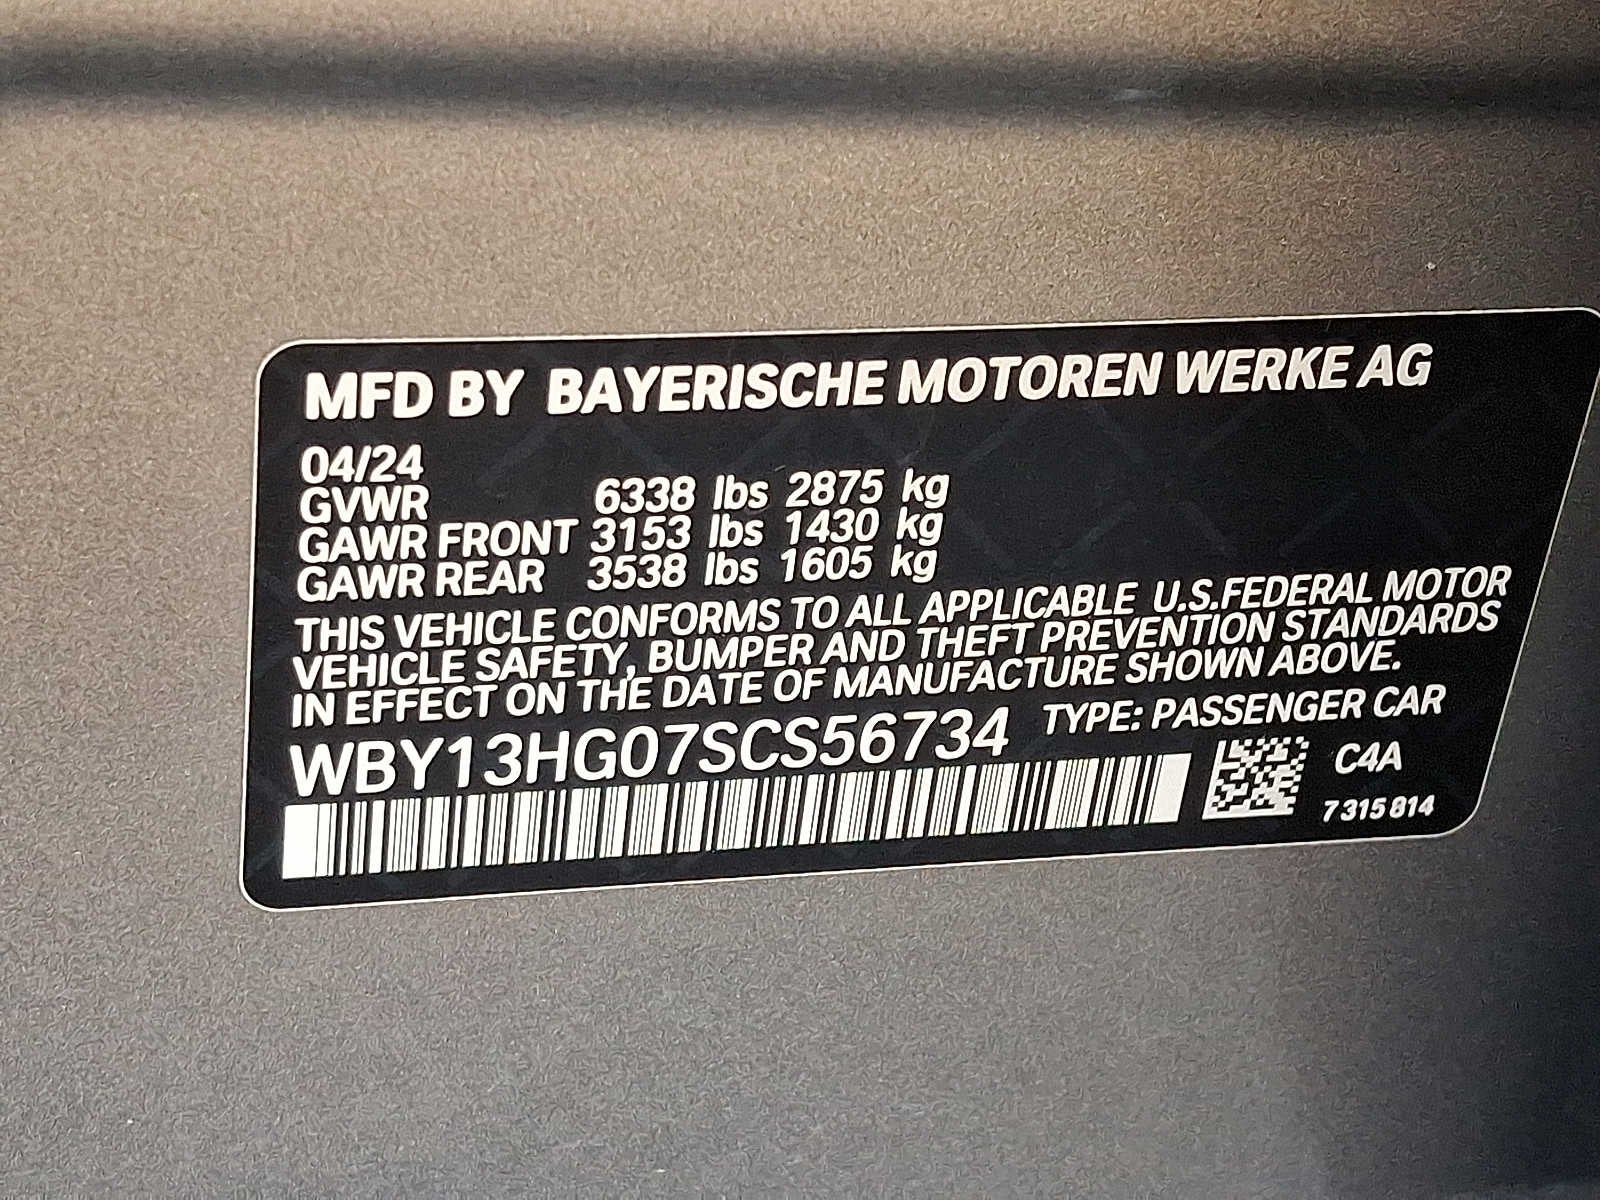 MFD BY BAYERISCHE MOTOREN WERKE AG
04/24
GVWR 6338 lbs 2875 kg
GAWR FRONT 3153 lbs 1430 kg
GAWR REAR 3538 lbs 1605 kg
THIS VEHICLE CONFORMS TO ALL APPLICABLE U.S.FEDERAL MOTOR
VEHICLE SAFETY, BUMPER AND THEFT PREVENTION STANDARDS
IN EFFECT ON THE DATE OF MANUFACTURE SHOWN ABOVE.
WBY13HG07SCS56734 TYPE: PASSENGER CAR
C4A
7 315 814